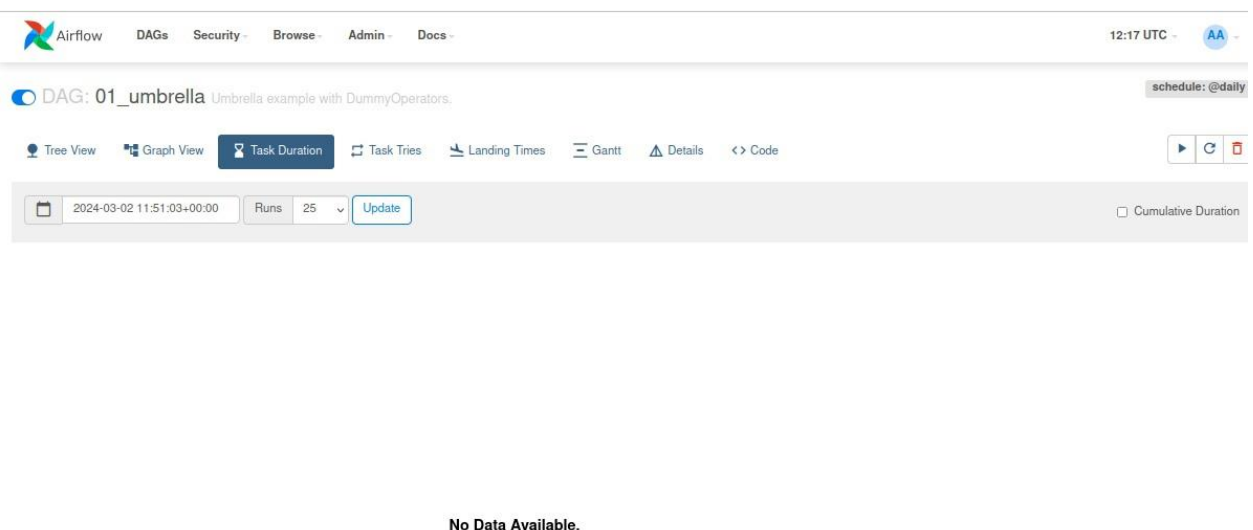 Airflow DAGs Security Browse Admin Docs 12:17 UTC AA
schedule: @daily
DAG: 01_umbrella Umbrella example with DummyOperators.
Tree View Graph View Task Duration Task Tries Landing Times Gantt Details <> Code
2024-03-02 11:51:03+00:00 Runs 25 Update Cumulative Duration
No Data Available.